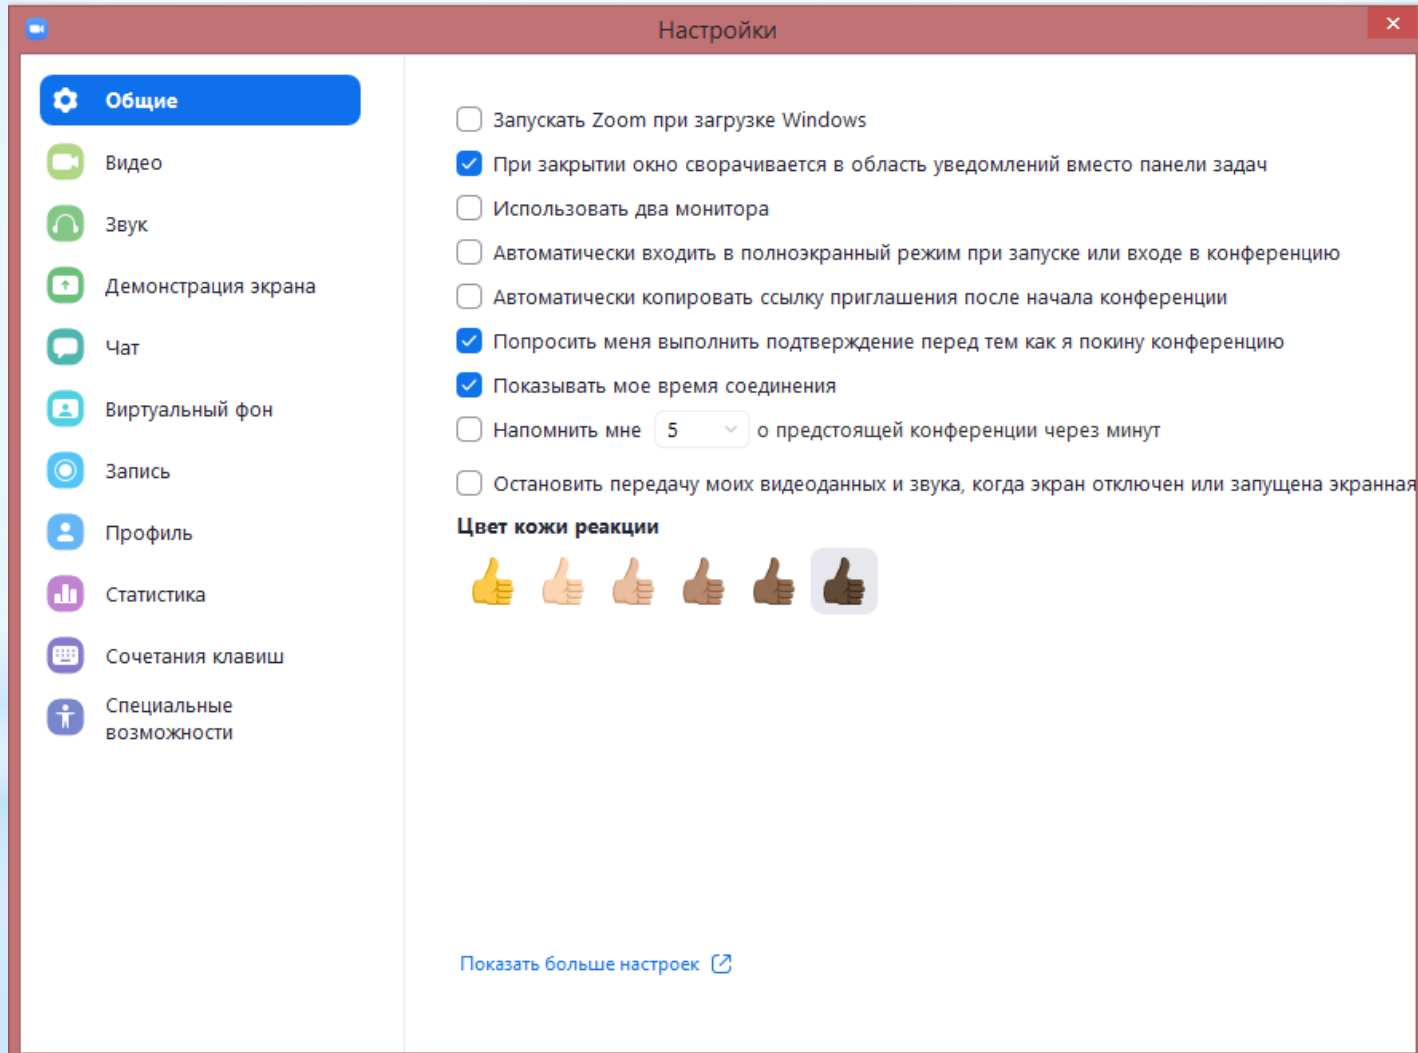 Настройки
Общие
Видео
Звук
Демонстрация экрана
Чат
Виртуальный фон
Запись
Профиль
Статистика
Сочетания клавиш
Специальные
возможности
Запускать Zoom при загрузке Windows
При закрытии окно сворачивается в область уведомлений вместо панели задач
Использовать два монитора
Автоматически входить в полноэкранный режим при запуске или входе в конференцию
Автоматически копировать ссылку приглашения после начала конференции
Попросить меня выполнить подтверждение перед тем как я покину конференцию
Показывать мое время соединения
Напомнить мне 5 о предстоящей конференции через минут
Остановить передачу моих видеоданных и звука, когда экран отключен или запущена экранная
Цвет кожи реакции
Показать больше настроек